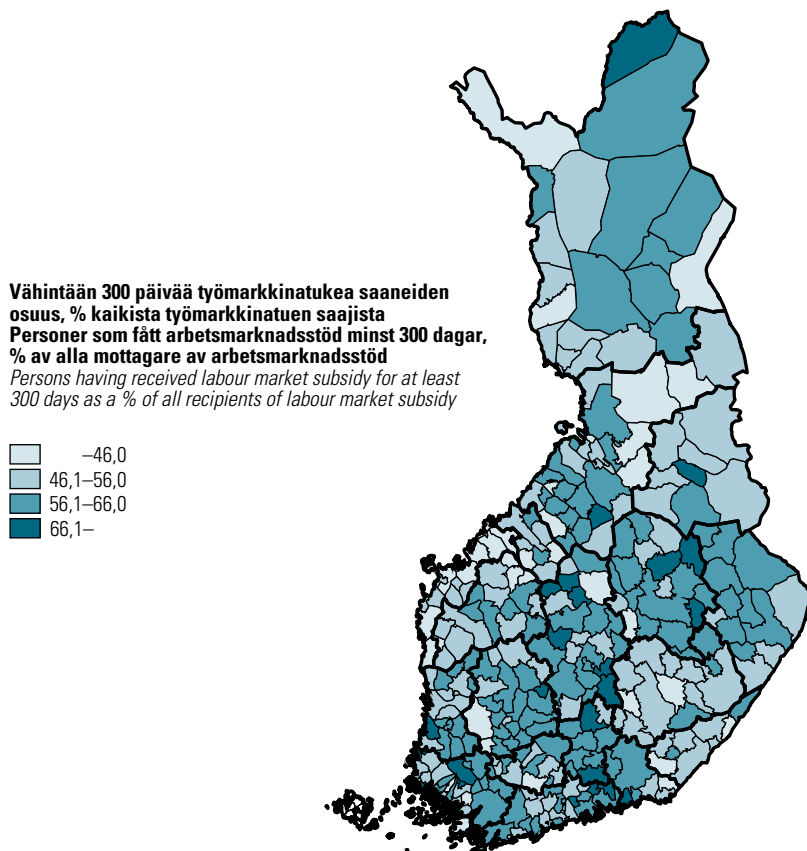 Vähintään 300 päivää työmarkkinatukea saaneiden
osuus, % kaikista työmarkkinatuen saajista
Personer som fått arbetsmarknadsstöd minst 300 dagar,
% av alla mottagare av arbetsmarknadsstöd
Persons having received labour market subsidy for at least
300 days as a % of all recipients of labour market subsidy
–46,0
46,1–56,0
56,1–66,0
66,1–